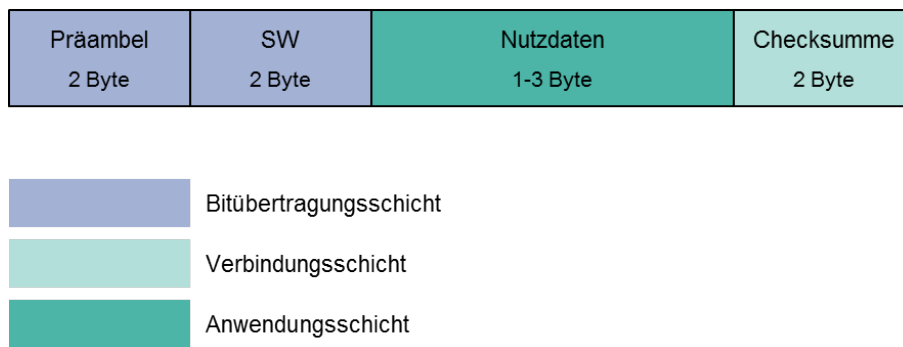 Präambel
2 Byte
SW
2 Byte
Nutzdaten
1-3 Byte
Checksumme
2 Byte
Bitübertragungsschicht
Verbindungsschicht
Anwendungsschicht